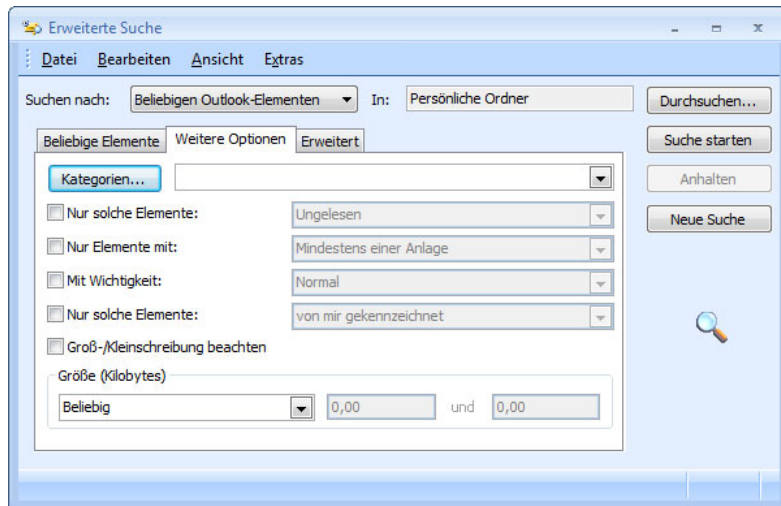 Erweiterte Suche
Datei Bearbeiten Ansicht Extras
Suchen nach: Beliebigen Outlook-Elementen In: Persönliche Ordner Durchsuchen...
Beliebige Elemente Weitere Optionen Erweitert Suche starten
Kategorien... Anhalten
Nur solche Elemente: Ungelesen Neue Suche
Nur Elemente mit: Mindestens einer Anlage
Mit Wichtigkeit: Normal
Nur solche Elemente: von mir gekennzeichnet
Groß-/Kleinschreibung beachten
Größe (Kilobytes)
Beliebig 0,00 und 0,00